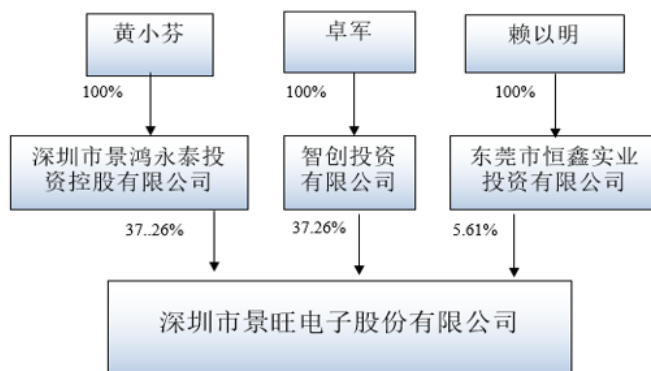 黄小芬
卓军
赖以明
100%
100%
100%
深圳市景鸿永泰投
资控股有限公司
智创投资
有限公司
东莞市恒鑫实业
投资有限公司
37..26%
37.26%
5.61%
深圳市景旺电子股份有限公司